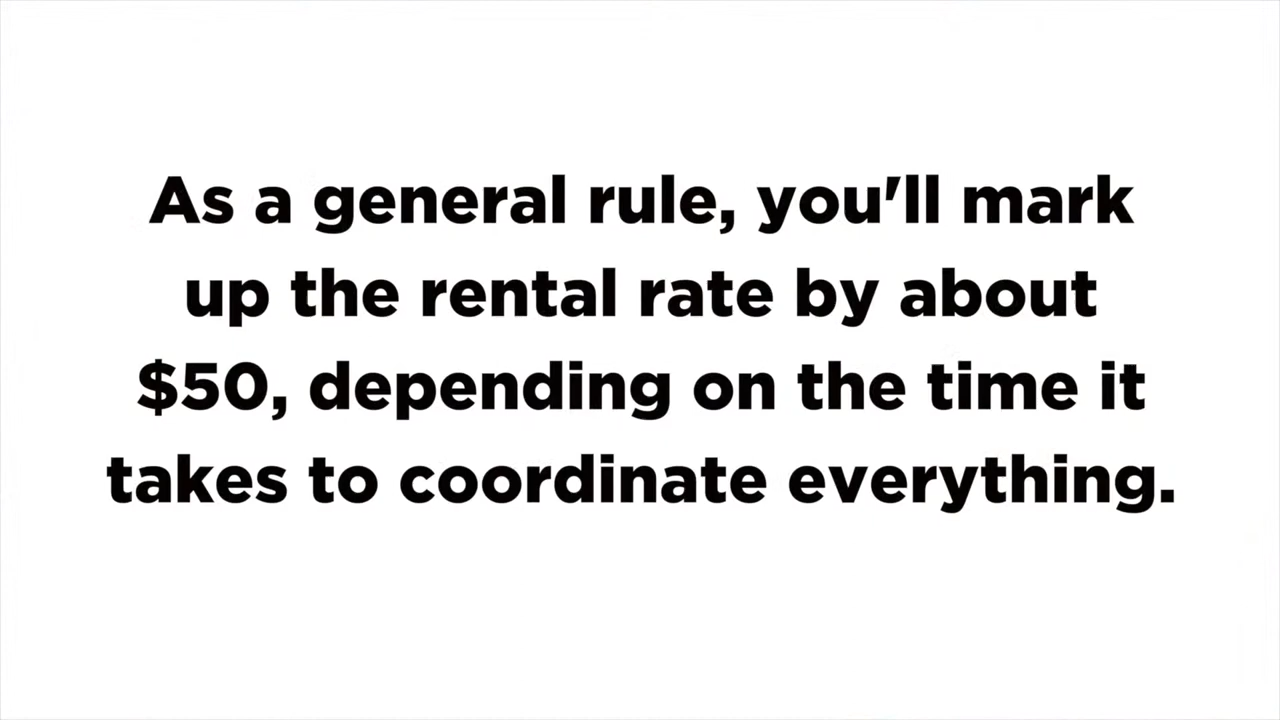 As a general rule, you'll mark
up the rental rate by about
$50, depending on the time it
takes to coordinate everything.